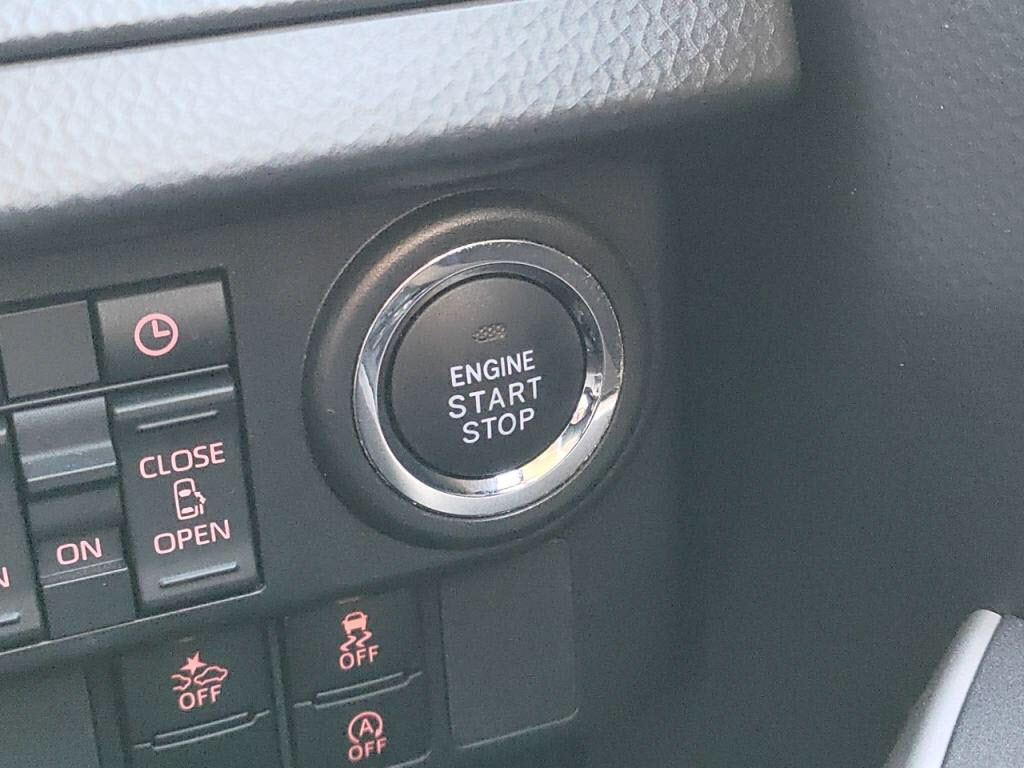 ENGINE
START
STOP
CLOSE
OPEN
ON
N
OFF
OFF
A
OFF